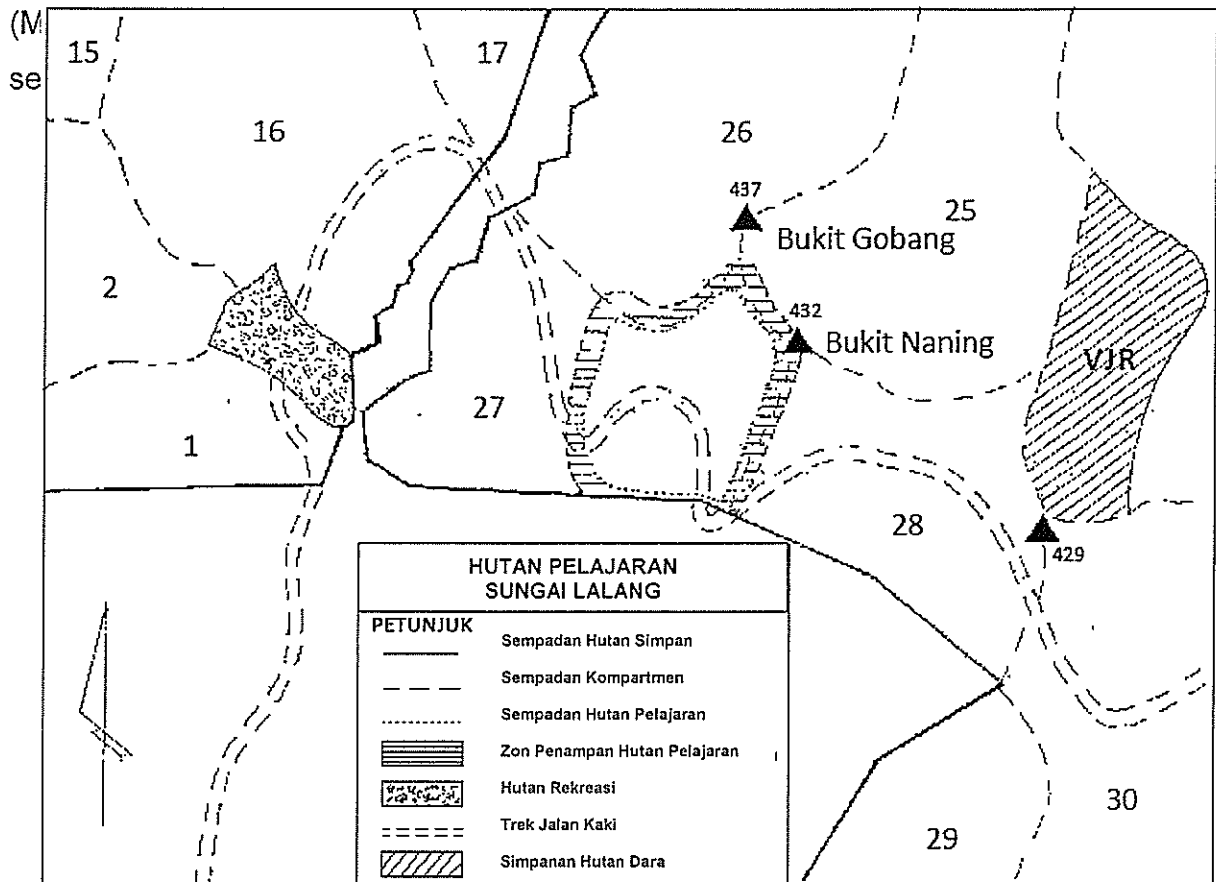 (M
15
17
se
16
26
437
25
Bukit Gobang
2
432
Bukit Naning
VJR
27
1
28
429
HUTAN PELAJARAN
SUNGAI LALANG
PETUNJUK
Sempadan Hutan Simpan
Sempadan Kompartmen
Sempadan Hutan Pelajaran
Zon Penampan Hutan Pelajaran
Hutan Rekreasi
Trek Jalan Kaki
Simpanan Hutan Dara
29
30